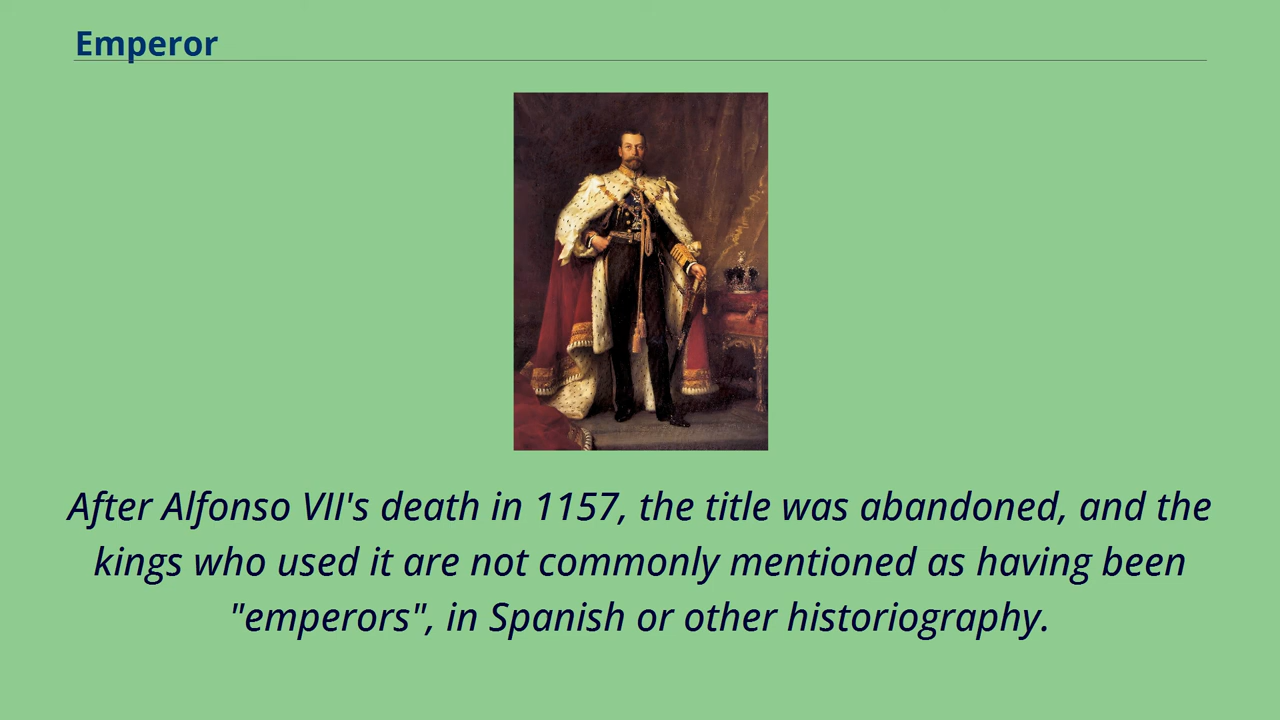 Emperor
After Alfonso VII's death in 1157, the title was abandoned, and the
kings who used it are not commonly mentioned as having been
"emperors", in Spanish or other historiography.